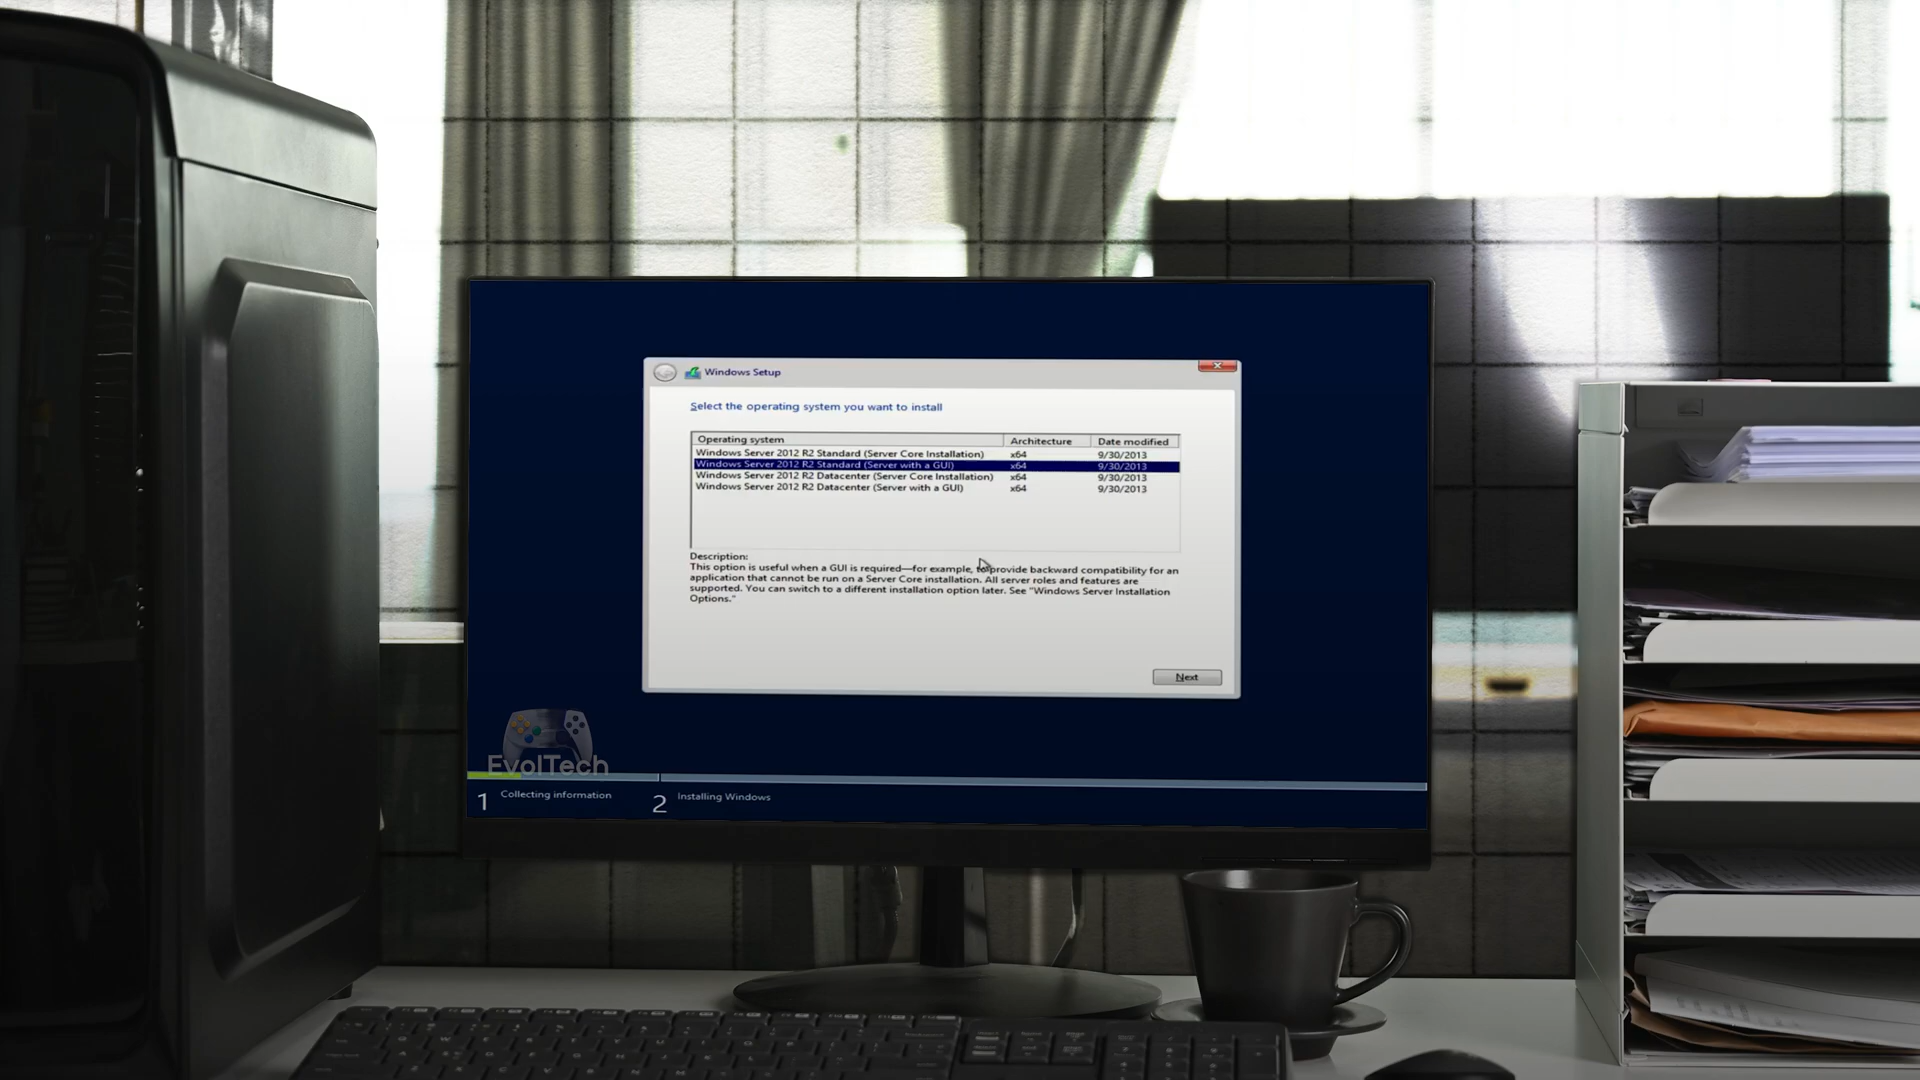 Windows Setup
Select the operating system you want to install
Operating system Architecture Date modified
Windows Server 2012 R2 Standard (Server Core Installation) x64 9/30/2013
Windows Server 2012 R2 Standard (Server with a GUI) x64 9/30/2013
Windows Server 2012 R2 Datacenter (Server Core Installation) x64 9/30/2013
Windows Server 2012 R2 Datacenter (Server with a GUI) x64 9/30/2013
Description:
This option is useful when a GUI is required—for example, to provide backward compatibility for an
application that cannot be run on a Server Core installation. All server roles and features are
supported. You can switch to a different installation option later. See "Windows Server Installation
Options."
Next
EvolTech
1 Collecting information 2 Installing Windows